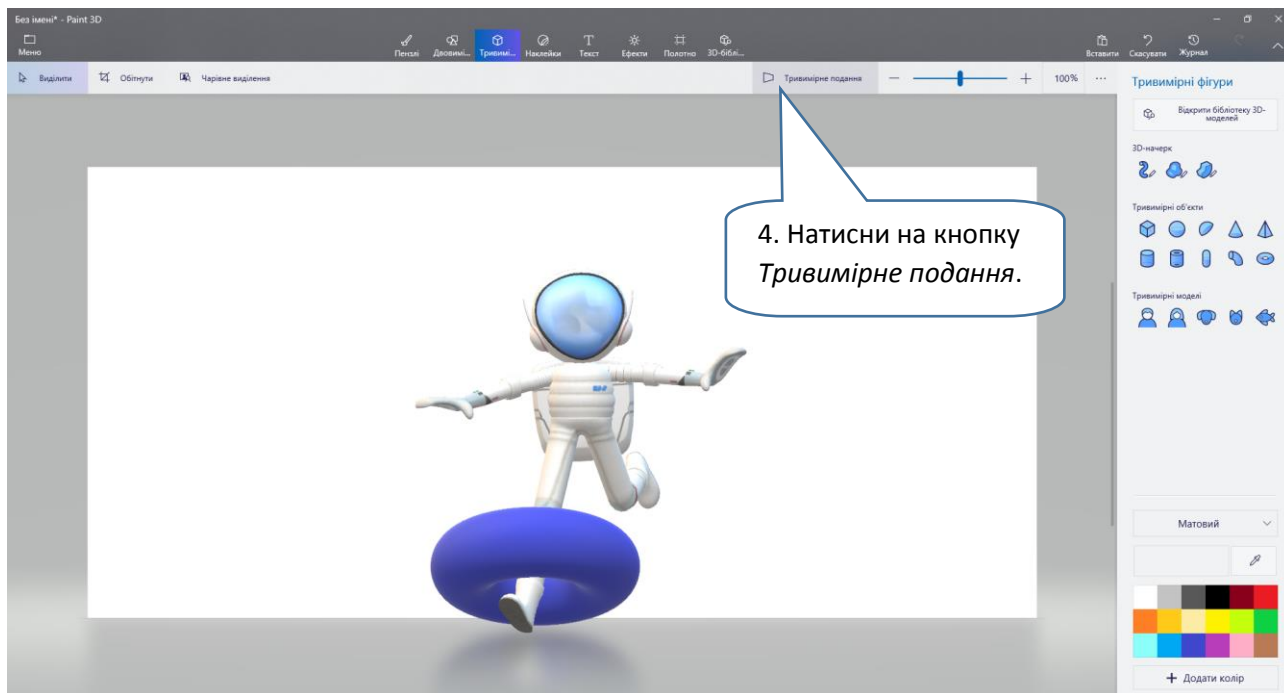 Без імені* - Paint 3D
Меню
Пензлі Двовимі... Тривимі... Наклейки Текст Ефекти Полотно 3D-біблі...
Вставити Скасувати Журнал
Виділити Обітнути Чарівне виділення
Тривимірне подання 100% ...
Тривимірні фігури
Відкрити бібліотеку 3D-
моделей
3D-начерк
Тривимірні об'єкти
4. Натисни на кнопку
Тривимірне подання.
Тривимірні моделі
Матовий
+ Додати колір